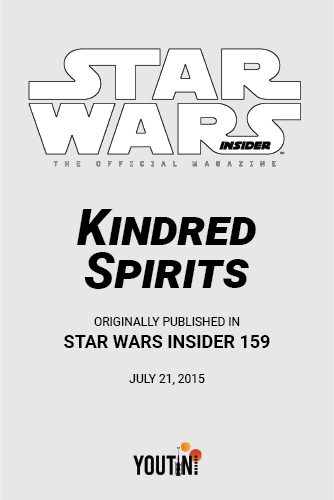 STAR
WARS
INSIDER
™
THE OFFICIAL MAGAZINE
KINDRED
SPIRITS
ORIGINALLY PUBLISHED IN
STAR WARS INSIDER 159
JULY 21, 2015
YOUTINI